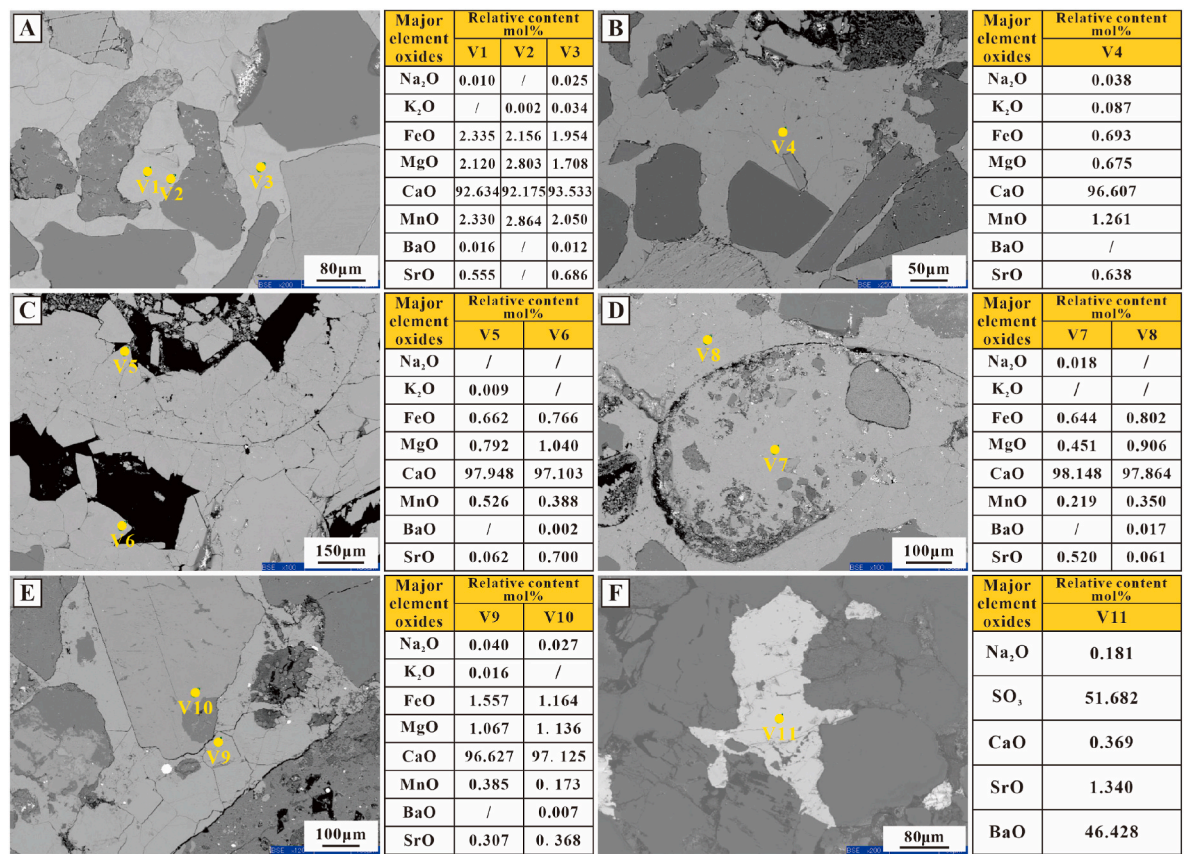 A
V1
V2
V3
80μm
BSE ×200
Major element oxides
Relative content mol%
V1 V2 V3
Na₂O 0.010 / 0.025
K₂O / 0.002 0.034
FeO 2.335 2.156 1.954
MgO 2.120 2.803 1.708
CaO 92.634 92.175 93.533
MnO 2.330 2.864 2.050
BaO 0.016 / 0.012
SrO 0.555 / 0.686
B
V4
50μm
Major element oxides
Relative content mol%
V4
Na₂O 0.038
K₂O 0.087
FeO 0.693
MgO 0.675
CaO 96.607
MnO 1.261
BaO /
SrO 0.638
C
V5
V6
150μm
Major element oxides
Relative content mol%
V5 V6
Na₂O / /
K₂O 0.009 /
FeO 0.662 0.766
MgO 0.792 1.040
CaO 97.948 97.103
MnO 0.526 0.388
BaO / 0.002
SrO 0.062 0.700
D
V8
V7
100μm
Major element oxides
Relative content mol%
V7 V8
Na₂O 0.018 /
K₂O / /
FeO 0.644 0.802
MgO 0.451 0.906
CaO 98.148 97.864
MnO 0.219 0.350
BaO / 0.017
SrO 0.520 0.061
E
V10
V9
100μm
Major element oxides
Relative content mol%
V9 V10
Na₂O 0.040 0.027
K₂O 0.016 /
FeO 1.557 1.164
MgO 1.067 1. 136
CaO 96.627 97. 125
MnO 0.385 0. 173
BaO / 0.007
SrO 0.307 0. 368
F
V11
80μm
BSE ×200
Major element oxides
Relative content mol%
V11
Na₂O 0.181
SO₃ 51.682
CaO 0.369
SrO 1.340
BaO 46.428